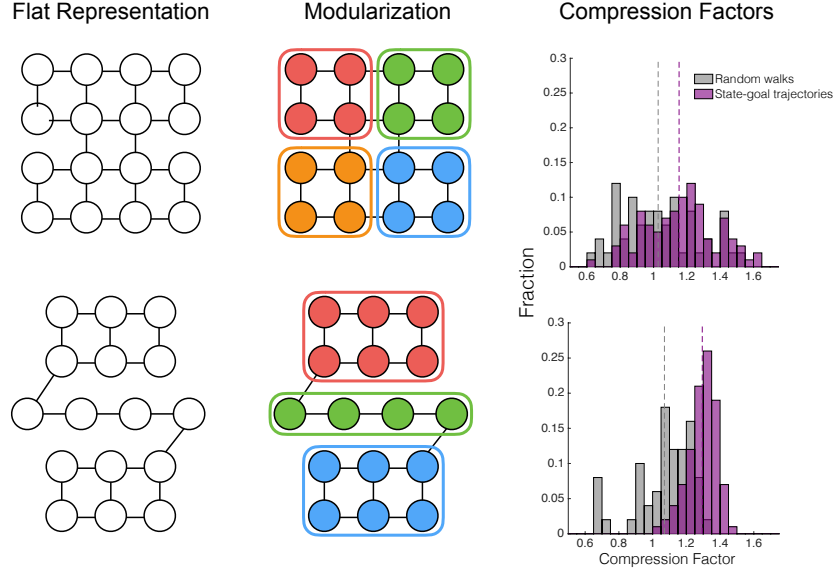 Flat Representation
Modularization
Compression Factors
0.3
0.25
0.2
0.15
0.1
0.05
0
0.6 0.8 1 1.2 1.4 1.6
Random walks
State-goal trajectories
Fraction
0.3
0.25
0.2
0.15
0.1
0.05
0
0.6 0.8 1 1.2 1.4 1.6
Compression Factor